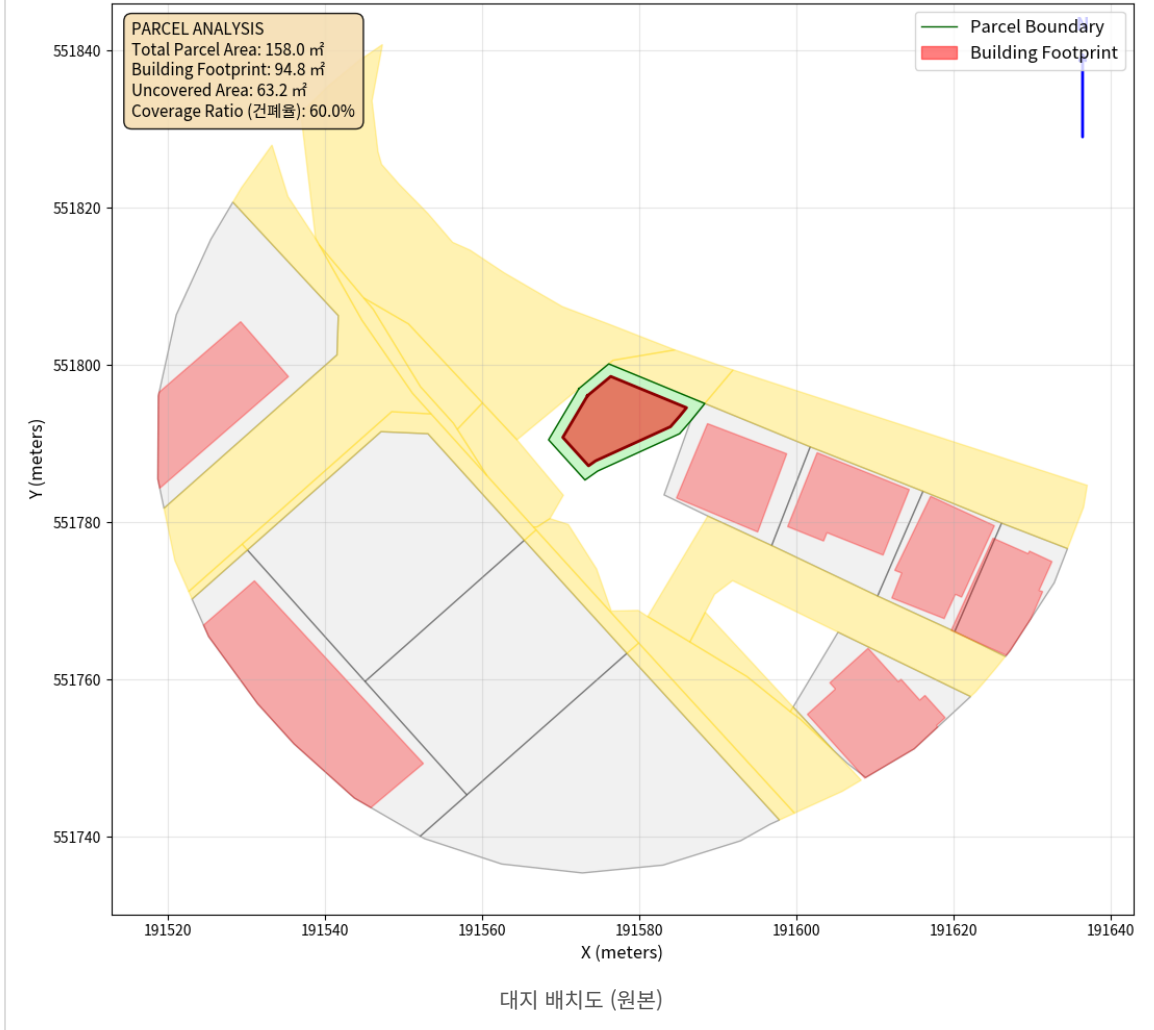 PARCEL ANALYSIS
Total Parcel Area: 158.0 ㎡
Building Footprint: 94.8 ㎡
Uncovered Area: 63.2 ㎡
Coverage Ratio (건폐율): 60.0%
Parcel Boundary
Building Footprint
N
551840
551820
551800
551780
551760
551740
Y (meters)
191520
191540
191560
191580
191600
191620
191640
X (meters)
대지 배치도 (원본)